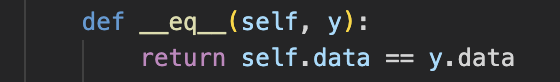 def __eq__(self, y):
return self.data == y.data